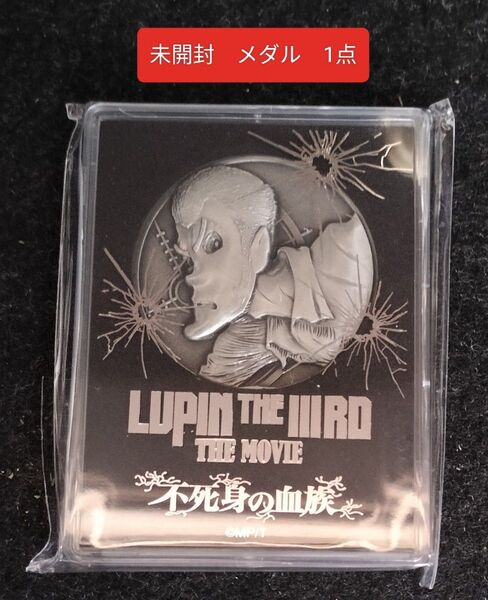 未開封　メダル　1点
LUPIN THE IIIRD
THE MOVIE
不死身の血族
©MP/T